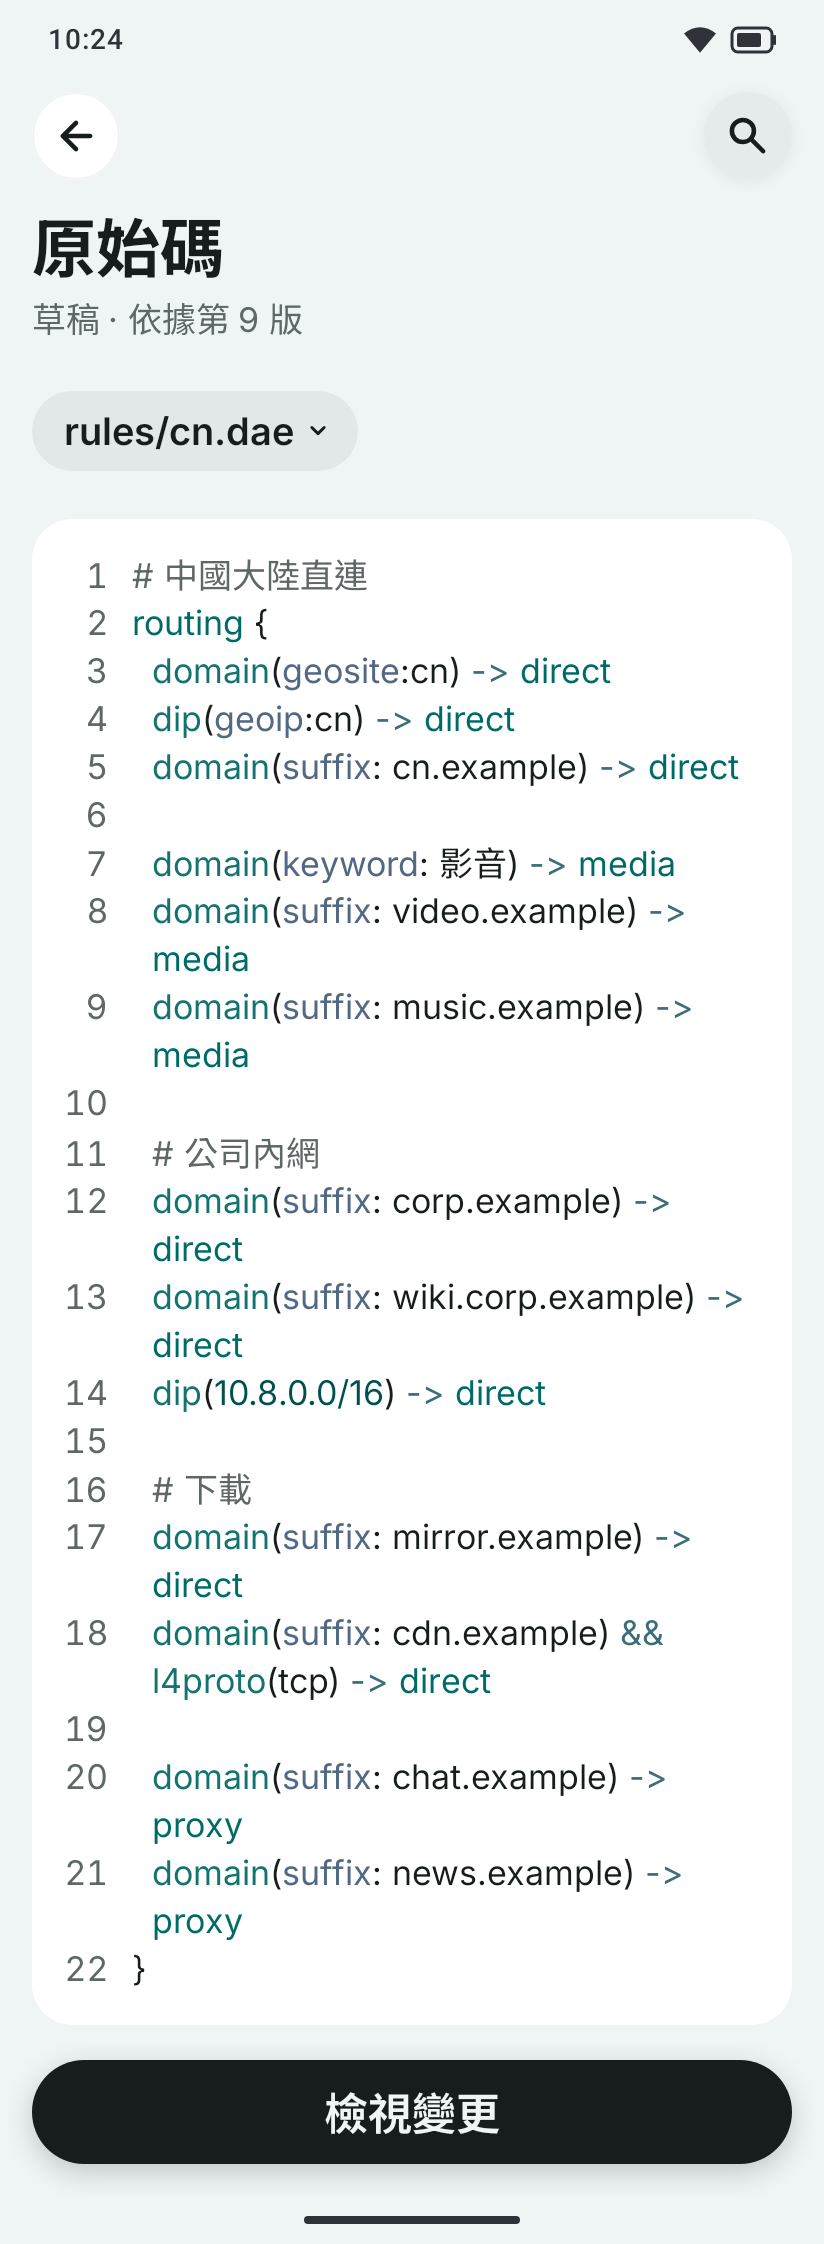 10:24
原始碼
草稿 · 依據第 9 版
rules/cn.dae
1 # 中國大陸直連
2 routing {
3 domain(geosite:cn) -> direct
4 dip(geoip:cn) -> direct
5 domain(suffix: cn.example) -> direct
6
7 domain(keyword: 影音) -> media
8 domain(suffix: video.example) ->
media
9 domain(suffix: music.example) ->
media
10
11 # 公司內網
12 domain(suffix: corp.example) ->
direct
13 domain(suffix: wiki.corp.example) ->
direct
14 dip(10.8.0.0/16) -> direct
15
16 # 下載
17 domain(suffix: mirror.example) ->
direct
18 domain(suffix: cdn.example) &&
l4proto(tcp) -> direct
19
20 domain(suffix: chat.example) ->
proxy
21 domain(suffix: news.example) ->
proxy
22 }
檢視變更